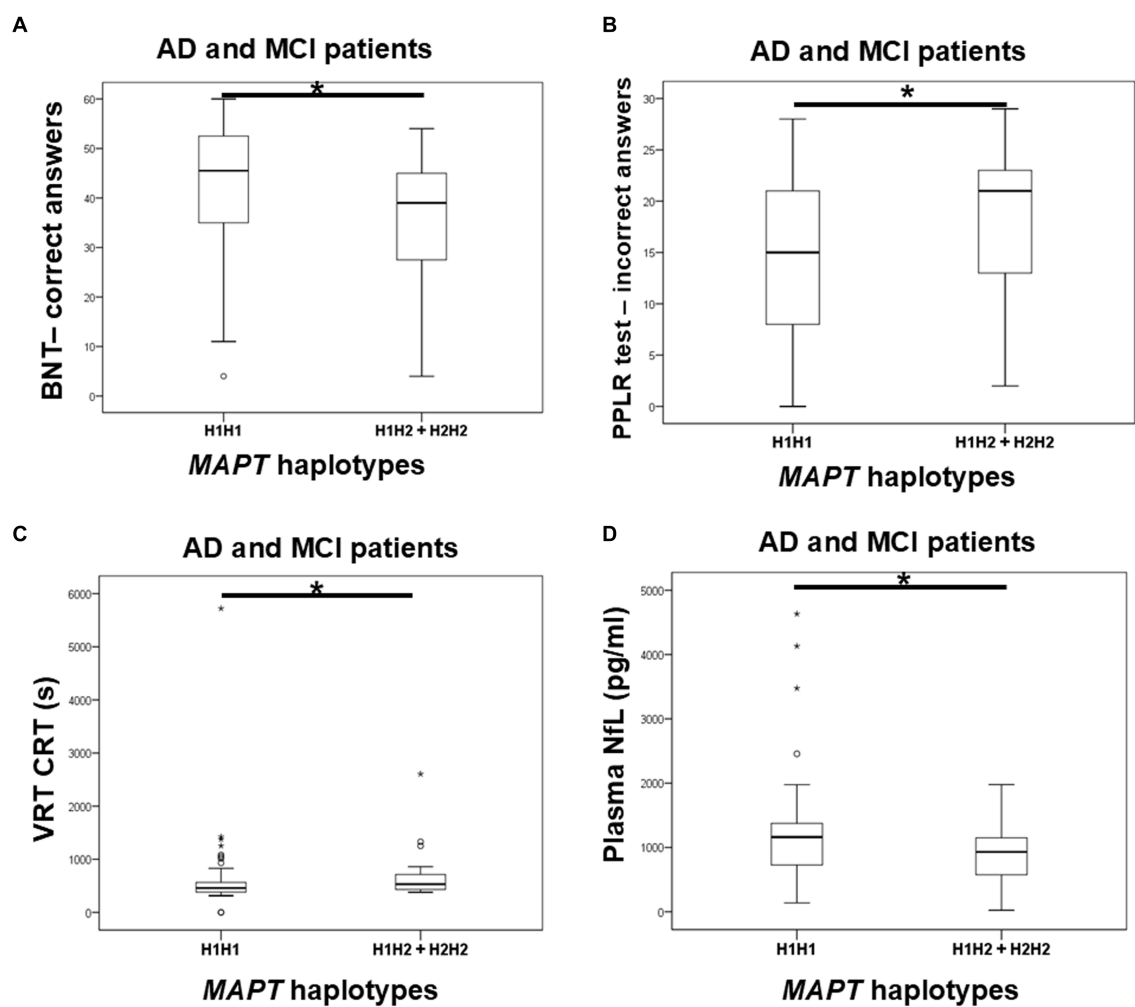 A
AD and MCI patients
*
BNT– correct answers
60
50
40
30
20
10
0
H1H1
H1H2 + H2H2
MAPT haplotypes
B
AD and MCI patients
*
PPLR test – incorrect answers
30
25
20
15
10
5
0
H1H1
H1H2 + H2H2
MAPT haplotypes
C
AD and MCI patients
*
VRT CRT (s)
6000
5000
4000
3000
2000
1000
0
H1H1
H1H2 + H2H2
MAPT haplotypes
D
AD and MCI patients
*
Plasma NfL (pg/ml)
5000
4000
3000
2000
1000
0
H1H1
H1H2 + H2H2
MAPT haplotypes